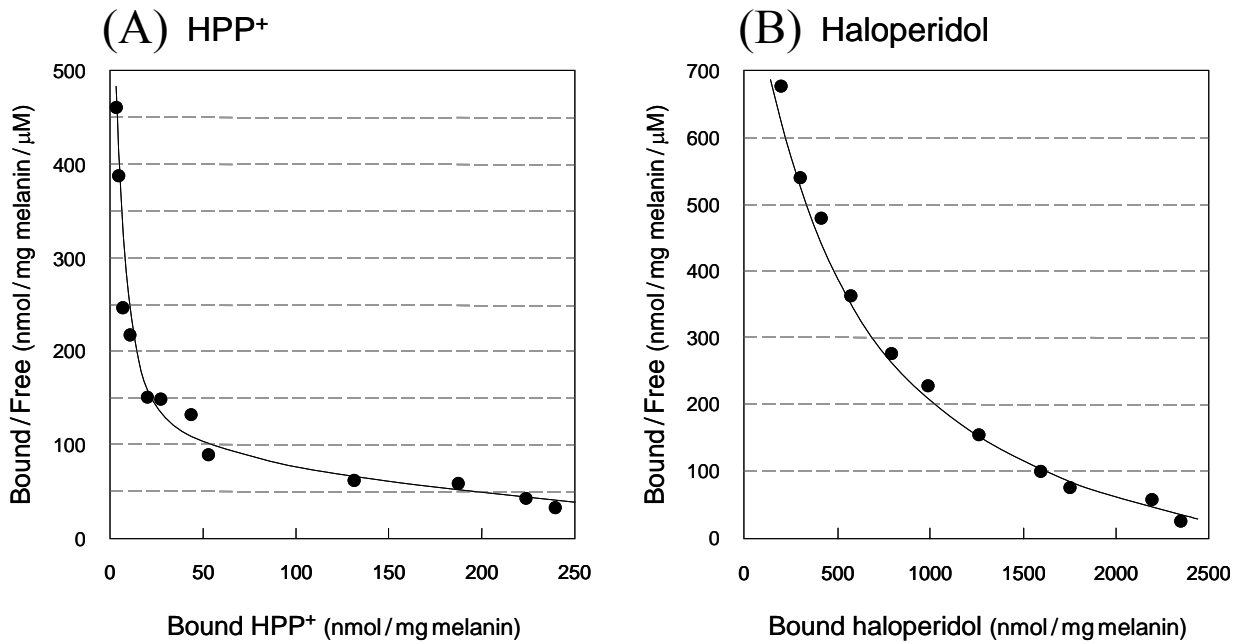 (A) HPP⁺
500
400
300
200
100
0
0 50 100 150 200 250
Bound / Free (nmol / mg melanin / μM)
Bound HPP⁺ (nmol / mg melanin)
(B) Haloperidol
700
600
500
400
300
200
100
0
0 500 1000 1500 2000 2500
Bound / Free (nmol / mg melanin / μM)
Bound haloperidol (nmol / mg melanin)